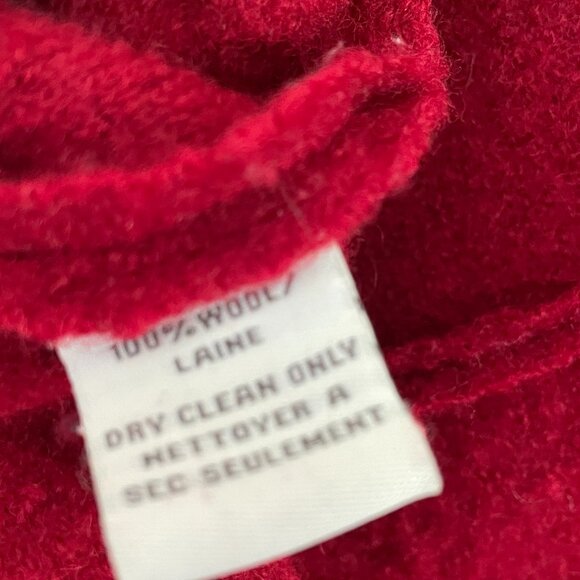 100% WOOL/
LAINE
DRY CLEAN ONLY
NETTOYER A
SEC SEULEMENT